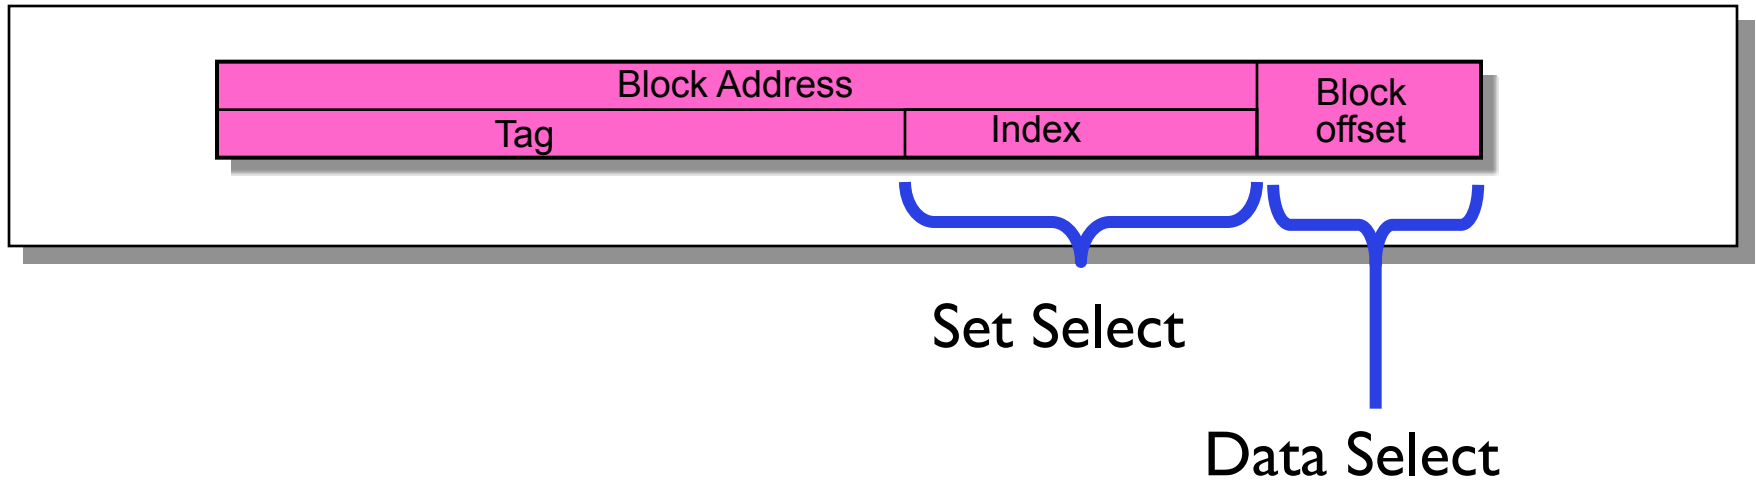 Block Address
Block
offset
Tag
Index
Set Select
Data Select